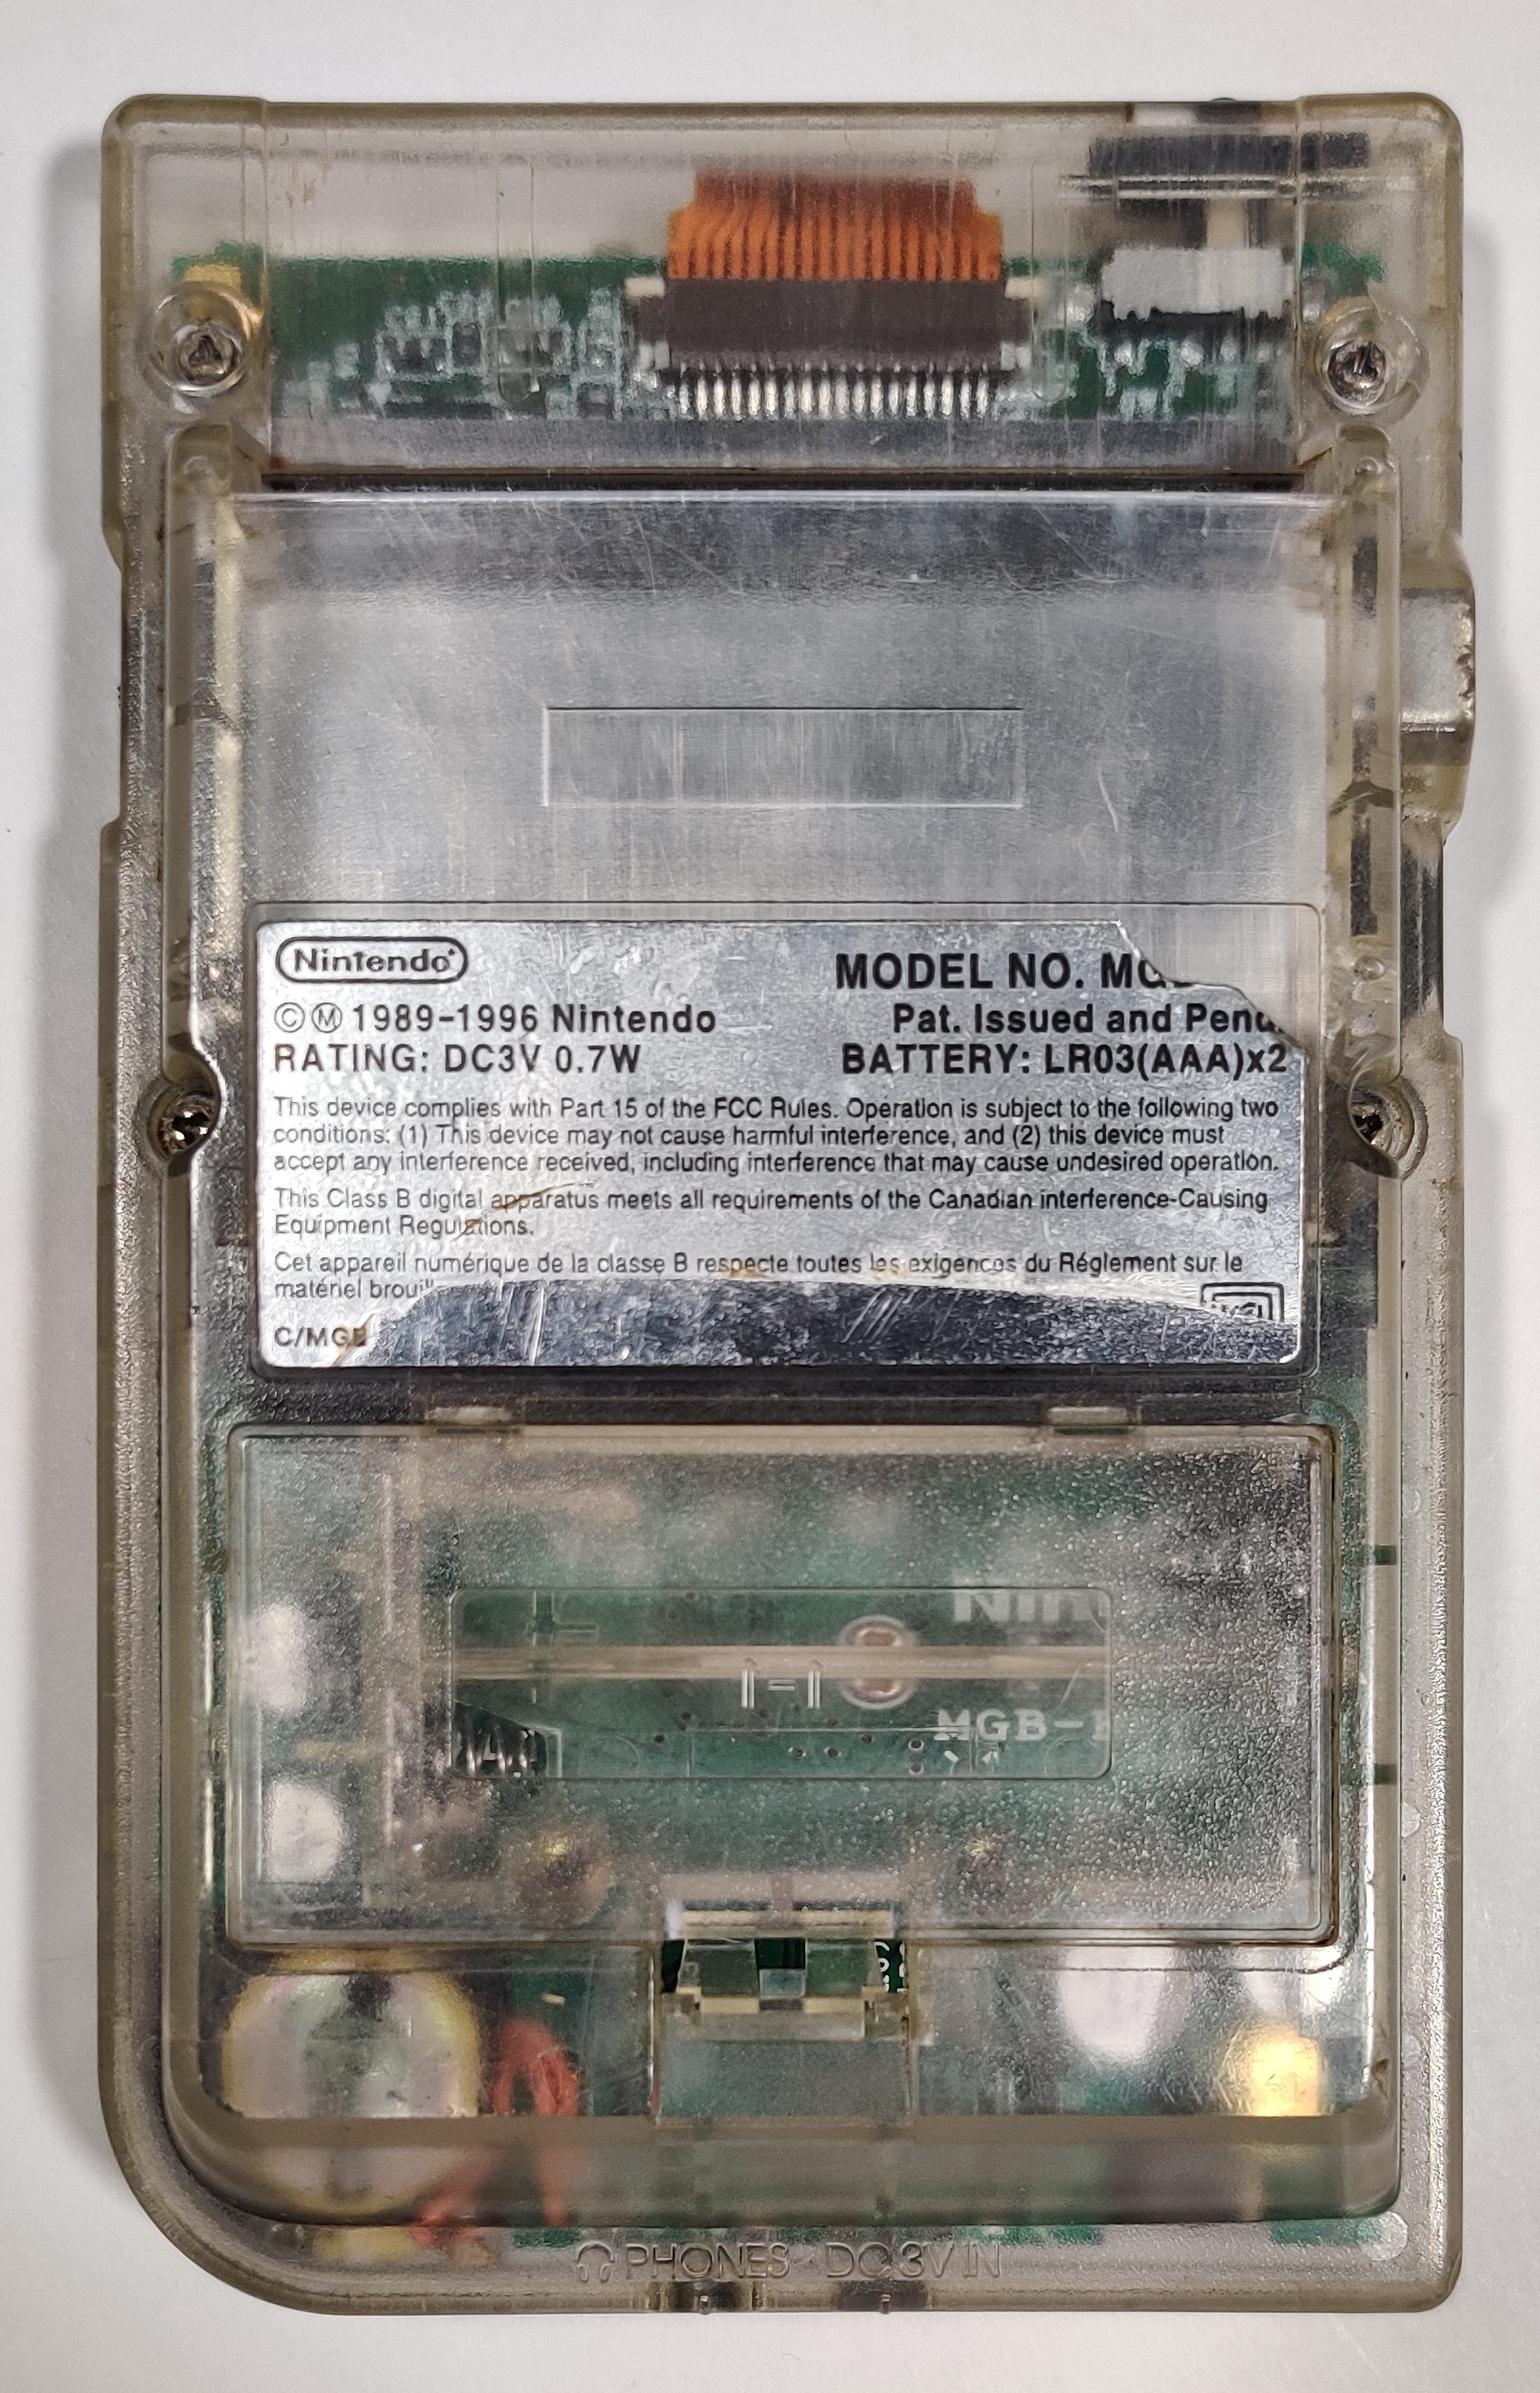 Nintendo
MODEL NO.
©Ⓜ 1989-1996 Nintendo
Pat. Issued and
RATING: DC3V 0.7W
BATTERY: LR03(AAA)x2
This device complies with Part 15 of the FCC Rules. Operation is subject to the following two
conditions: (1) This device may not cause harmful interference, and (2) this device must
accept any interference received, including interference that may cause undesired operation.
This Class B digital apparatus meets all requirements of the Canadian interference-Causing
Equipment Regulations.
Cet appareil numérique de la classe B respecte toutes les exigences du Réglement sur le
matériel
C/MGB
1-1
MGB-
PHONES DC 3V IN